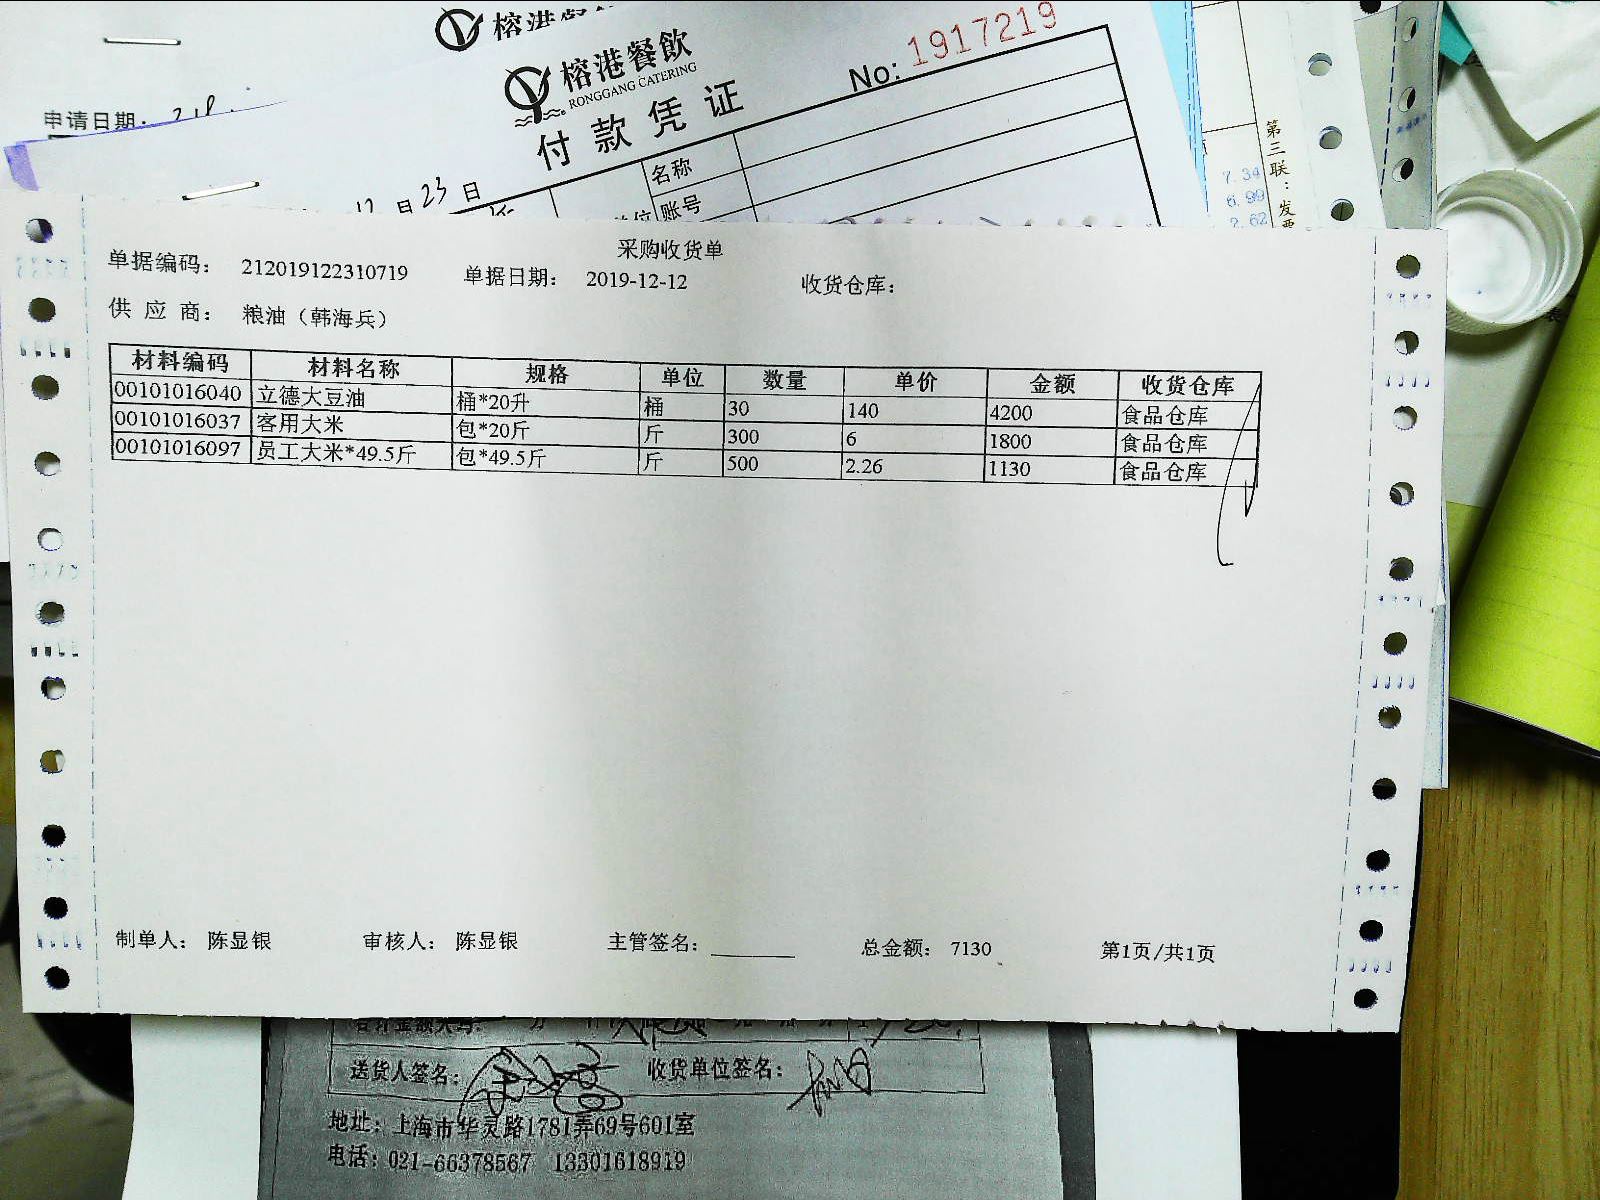 榕港餐
榕港餐飲
RONGGANG CATERING
No: 1917219
付款凭证
申请日期:
12月23日
名称
账号
第三联:发票
7.34
6.99
2.62
采购收货单
单据编码: 212019122310719 单据日期: 2019-12-12 收货仓库:
供 应 商: 粮油（韩海兵）
材料编码 材料名称 规格 单位 数量 单价 金额 收货仓库
00101016040 立德大豆油 桶*20升 桶 30 140 4200 食品仓库
00101016037 客用大米 包*20斤 斤 300 6 1800 食品仓库
00101016097 员工大米*49.5斤 包*49.5斤 斤 500 2.26 1130 食品仓库
制单人: 陈显银 审核人: 陈显银 主管签名: 总金额: 7130 第1页/共1页
送货人签名: 收货单位签名:
地址: 上海市华灵路1781弄69号601室
电话: 021-66378567 13301618919